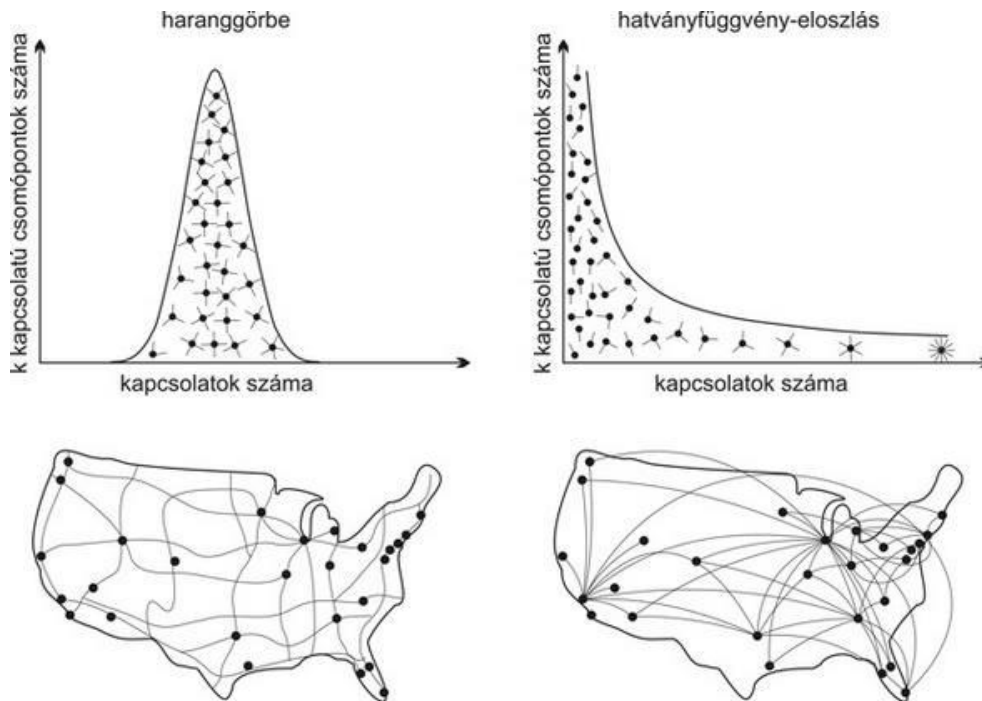 haranggörbe
k kapcsolatú csomópontok száma
kapcsolatok száma
hatványfüggvény-eloszlás
k kapcsolatú csomópontok száma
kapcsolatok száma